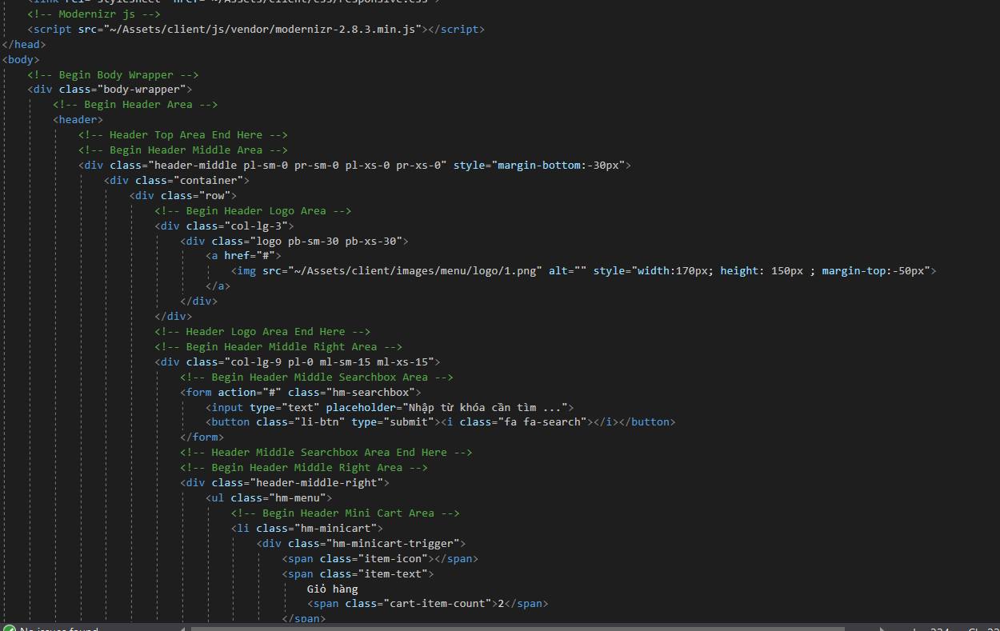 <link rel="stylesheet" href="~/Assets/client/css/responsive.css">
<!-- Modernizr js -->
<script src="~/Assets/client/js/vendor/modernizr-2.8.3.min.js"></script>
</head>
<body>
<!-- Begin Body Wrapper -->
<div class="body-wrapper">
<!-- Begin Header Area -->
<header>
<!-- Header Top Area End Here -->
<!-- Begin Header Middle Area -->
<div class="header-middle pl-sm-0 pr-sm-0 pl-xs-0 pr-xs-0" style="margin-bottom:-30px">
<div class="container">
<div class="row">
<!-- Begin Header Logo Area -->
<div class="col-lg-3">
<div class="logo pb-sm-30 pb-xs-30">
<a href="#">
<img src="~/Assets/client/images/menu/logo/1.png" alt="" style="width:170px; height: 150px ; margin-top:-50px">
</a>
</div>
</div>
<!-- Header Logo Area End Here -->
<!-- Begin Header Middle Right Area -->
<div class="col-lg-9 pl-0 ml-sm-15 ml-xs-15">
<!-- Begin Header Middle Searchbox Area -->
<form action="#" class="hm-searchbox">
<input type="text" placeholder="Nhập từ khóa cần tìm ...">
<button class="li-btn" type="submit"><i class="fa fa-search"></i></button>
</form>
<!-- Header Middle Searchbox Area End Here -->
<!-- Begin Header Middle Right Area -->
<div class="header-middle-right">
<ul class="hm-menu">
<!-- Begin Header Mini Cart Area -->
<li class="hm-minicart">
<div class="hm-minicart-trigger">
<span class="item-icon"></span>
<span class="item-text">
Giỏ hàng
<span class="cart-item-count">2</span>
</span>
No issues found